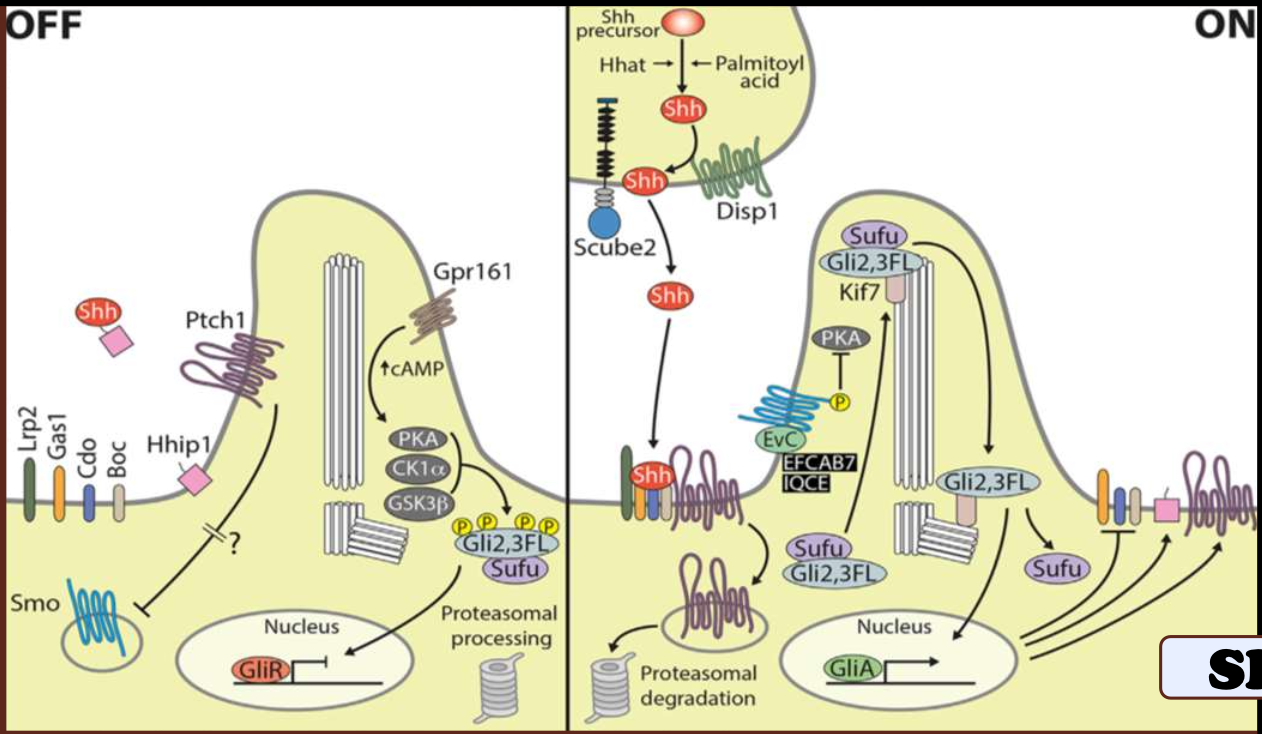 OFF
Gpr161
Shh
Ptch1
↑cAMP
Lrp2
Gas1
Cdo
Boc
Hhip1
PKA
CK1α
GSK3β
?
P P P P
Gli2,3FL
Sufu
Smo
Proteasomal
processing
Nucleus
GliR
ON
Shh
precursor
Hhat
Palmitoyl
acid
Shh
Shh
Disp1
Scube2
Shh
Sufu
Gli2,3FL
Kif7
PKA
P
EvC
EFCAB7
IQCE
Shh
Gli2,3FL
Sufu
Gli2,3FL
Sufu
Nucleus
GliA
Proteasomal
degradation